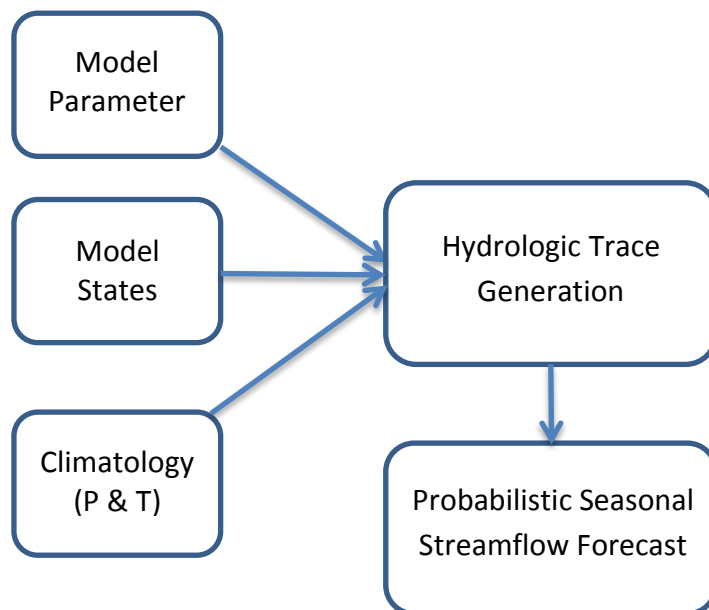 Model
Parameter
Model
States
Climatology
(P & T)
Hydrologic Trace
Generation
Probabilistic Seasonal
Streamflow Forecast